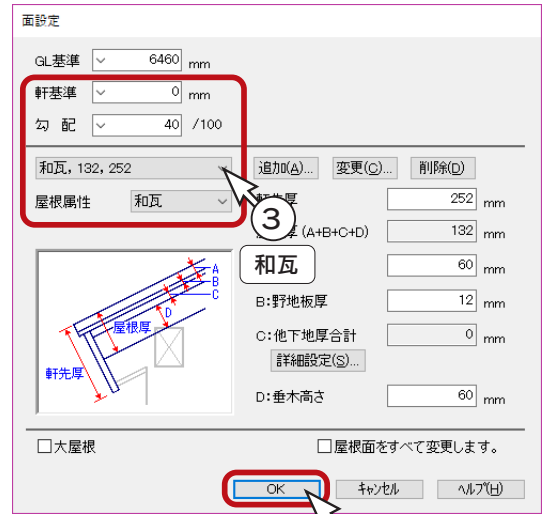 面設定
GL基準 6460 mm
軒基準 0 mm
勾 配 40 /100
和瓦, 132, 252 追加(A)... 変更(C)... 削除(D)
屋根属性 和瓦 252 mm
③
(A+B+C+D) 132 mm
和瓦
60 mm
B:野地板厚 12 mm
C:他下地厚合計 0 mm
詳細設定(S)...
D:垂木高さ 60 mm
A
B
C
D
屋根厚
軒先厚
大屋根 屋根面をすべて変更します。
OK キャンセル ヘルプ(H)